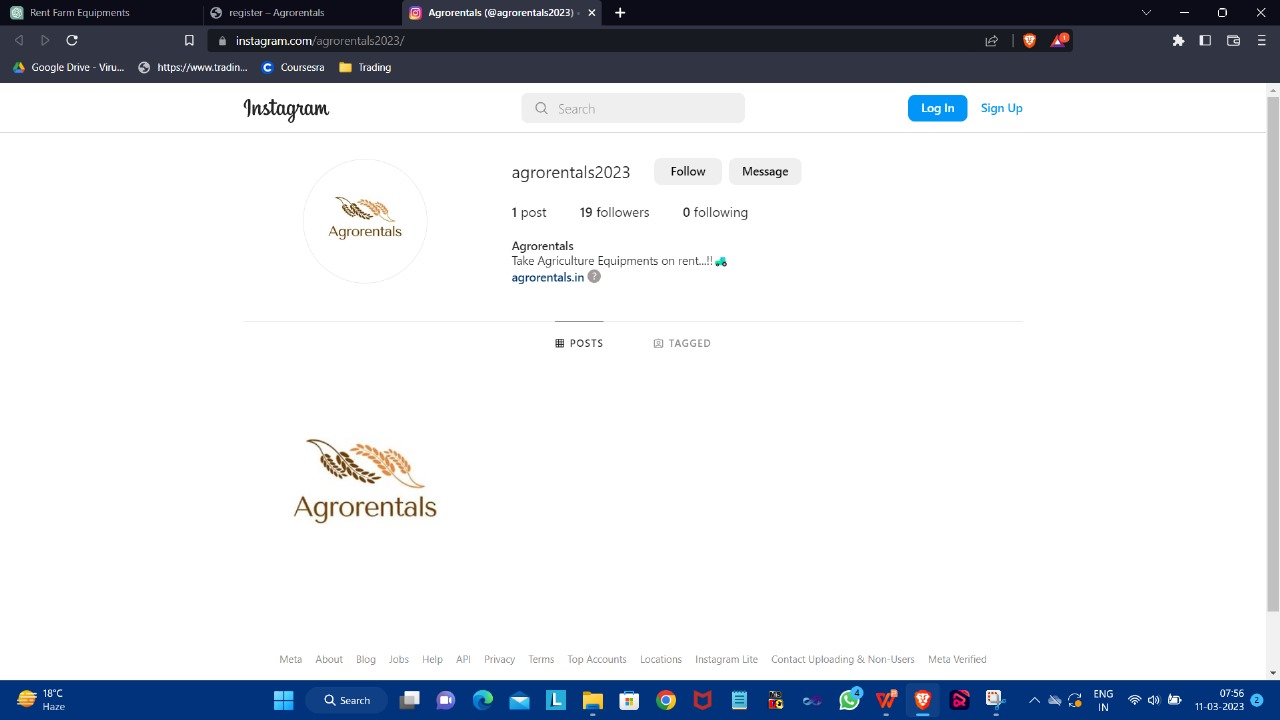 Rent Farm Equipments
register – Agrorentals
Agrorentals (@agrorentals2023) ·
instagram.com/agrorentals2023/
1
Google Drive - Viru...
https://www.tradin...
Coursesra
Trading
Instagram
Search
Log In
Sign Up
agrorentals2023
Follow
Message
1 post
19 followers
0 following
Agrorentals
Agrorentals
Take Agriculture Equipments on rent...!!
agrorentals.in
?
POSTS
TAGGED
Agrorentals
Meta
About
Blog
Jobs
Help
API
Privacy
Terms
Top Accounts
Locations
Instagram Lite
Contact Uploading & Non-Users
Meta Verified
18°C
Haze
Search
4
ENG
IN
07:56
11-03-2023
2